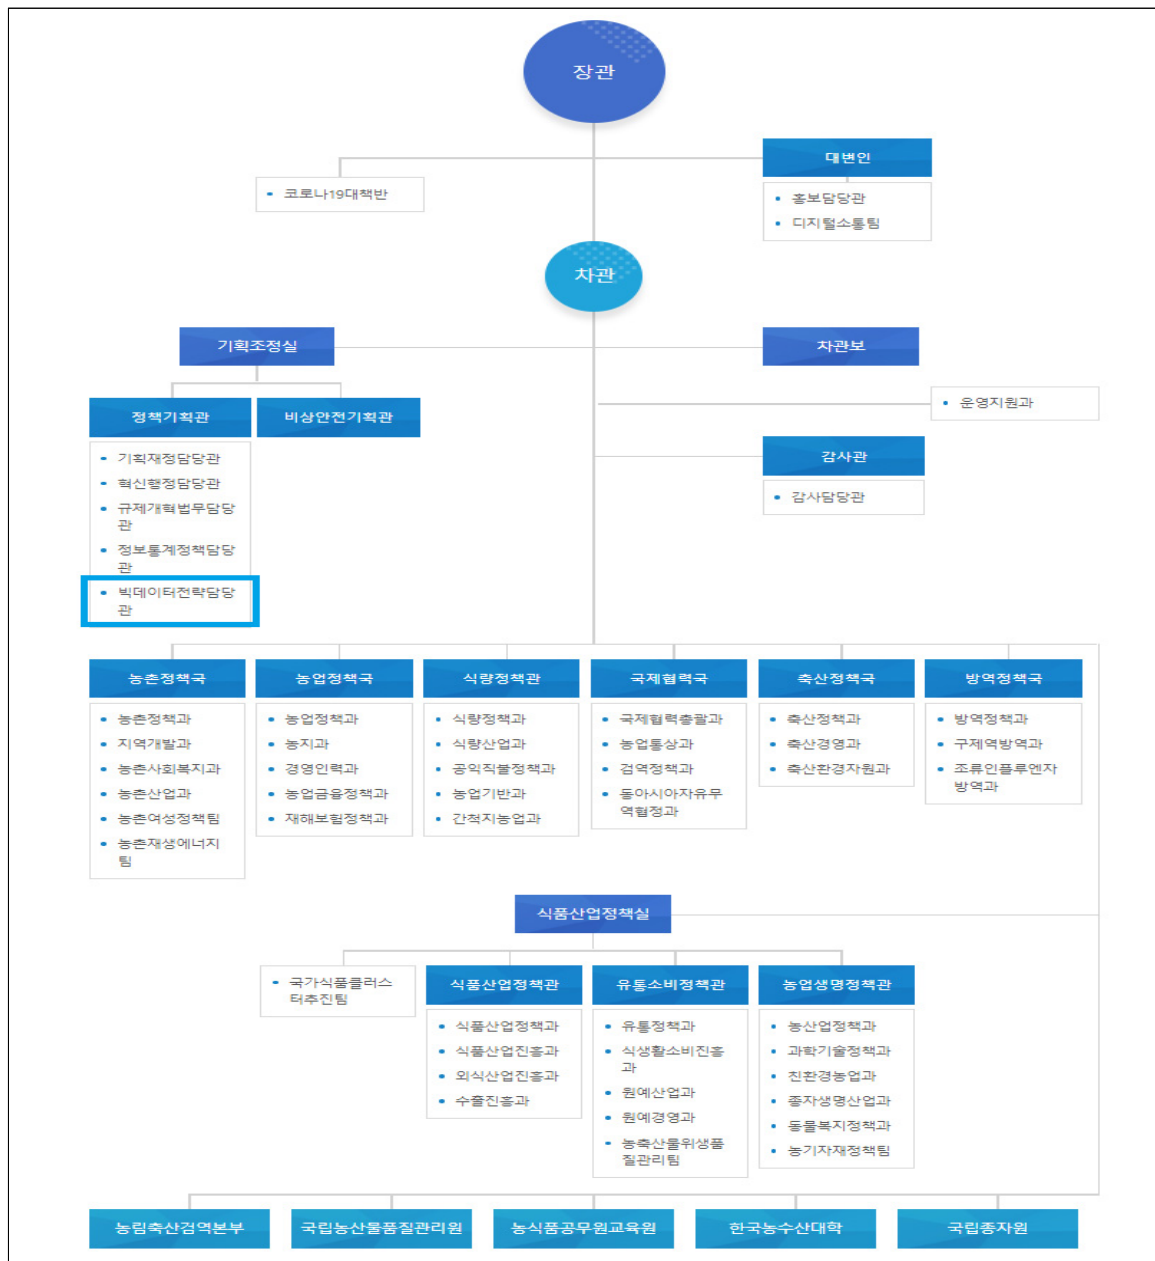 장관
대변인
코로나19대책반
홍보담당관
디지털소통팀
차관
기획조정실
차관보
정책기획관
비상안전기획관
운영지원과
기획재정담당관
혁신행정담당관
규제개혁법무담당
관
정보통계정책담당
관
빅데이터전략담당
관
감사관
감사담당관
농촌정책국
농촌정책과
지역개발과
농촌사회복지과
농촌산업과
농촌여성정책팀
농촌재생에너지
팀
농업정책국
농업정책과
농지과
경영인력과
농업금융정책과
재해보험정책과
식량정책관
식량정책과
식량산업과
공익직불정책과
농업기반과
간척지농업과
국제협력국
국제협력총괄과
농업통상과
검역정책과
동아시아자유무
역협정과
축산정책국
축산정책과
축산경영과
축산환경자원과
방역정책국
방역정책과
구제역방역과
조류인플루엔자
방역과
식품산업정책실
국가식품클러스
터추진팀
식품산업정책관
식품산업정책과
식품산업진흥과
외식산업진흥과
수출진흥과
유통소비정책관
유통정책과
식생활소비진흥
과
원예산업과
원예경영과
농축산물위생품
질관리팀
농업생명정책관
농산업정책과
과학기술정책과
친환경농업과
종자생명산업과
동물복지정책과
농기자재정책팀
농림축산검역본부
국립농산물품질관리원
농식품공무원교육원
한국농수산대학
국립종자원